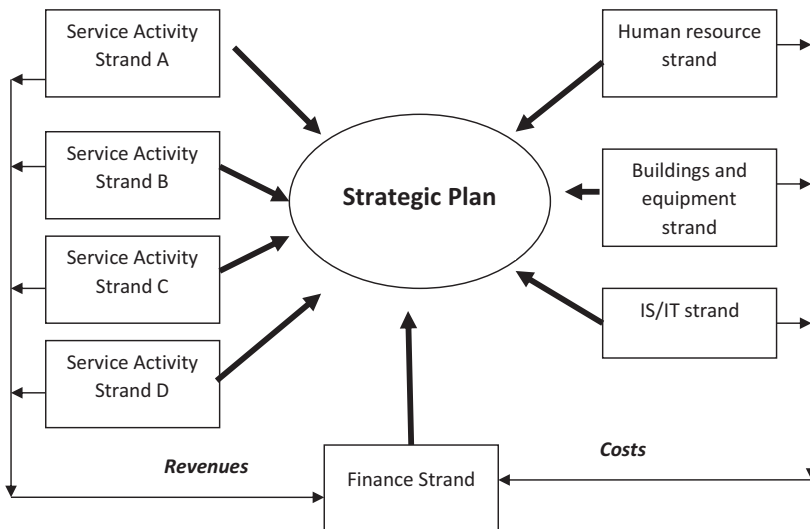 Service Activity
Strand A
Service Activity
Strand B
Service Activity
Strand C
Service Activity
Strand D
Strategic Plan
Human resource
strand
Buildings and
equipment
strand
IS/IT strand
Revenues
Finance Strand
Costs